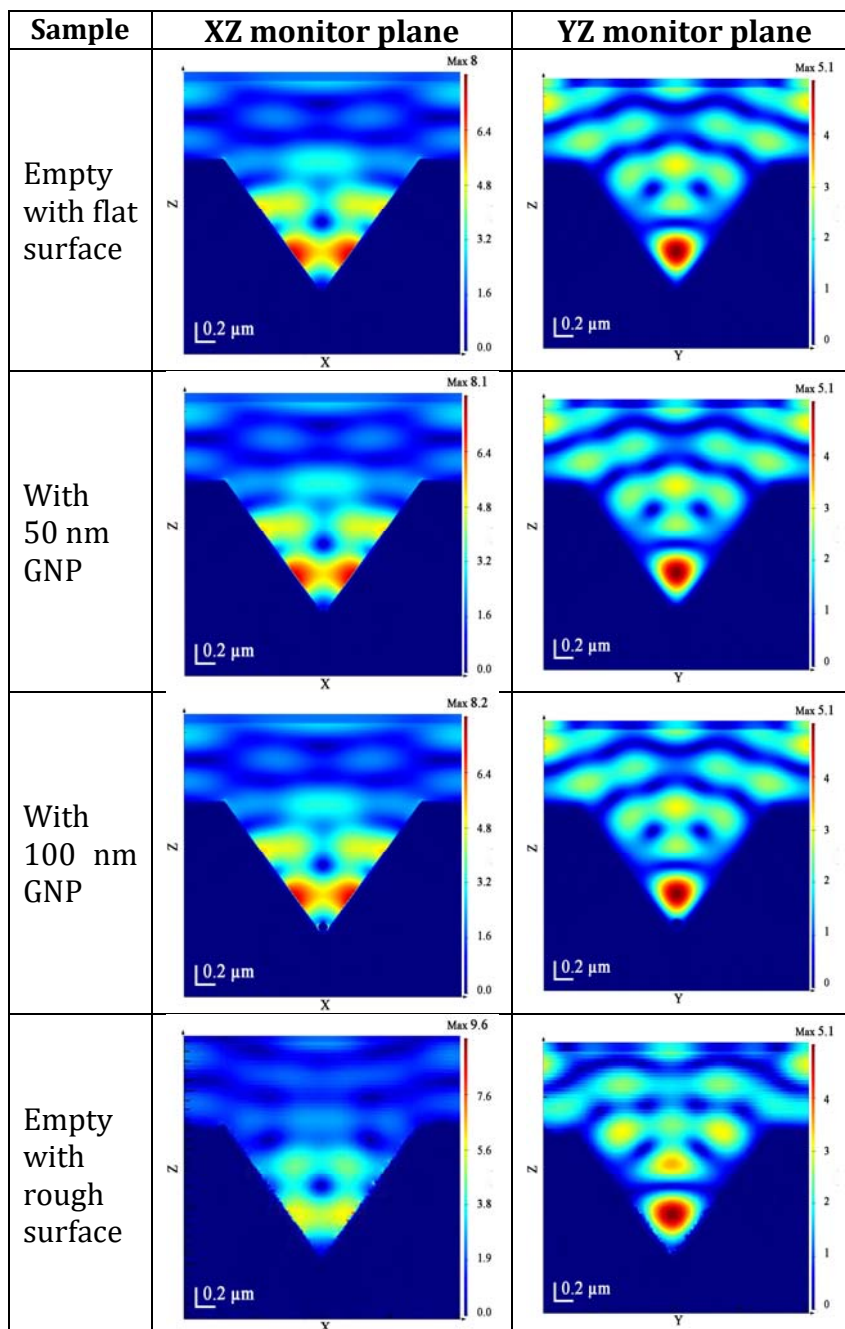 Sample XZ monitor plane YZ monitor plane
Empty
with flat
surface
Max 8
6.4
4.8
3.2
1.6
0.0
Z
X
0.2 µm
Max 5.1
4
3
2
1
0
Z
Y
0.2 µm
With
50 nm
GNP
Max 8.1
6.4
4.8
3.2
1.6
0.0
Z
X
0.2 µm
Max 5.1
4
3
2
1
0
Z
Y
0.2 µm
With
100 nm
GNP
Max 8.2
6.4
4.8
3.2
1.6
0.0
Z
X
0.2 µm
Max 5.1
4
3
2
1
0
Z
Y
0.2 µm
Empty
with
rough
surface
Max 9.6
7.6
5.6
3.8
1.9
0.0
Z
X
0.2 µm
Max 5.1
4
3
2
1
0
Z
Y
0.2 µm